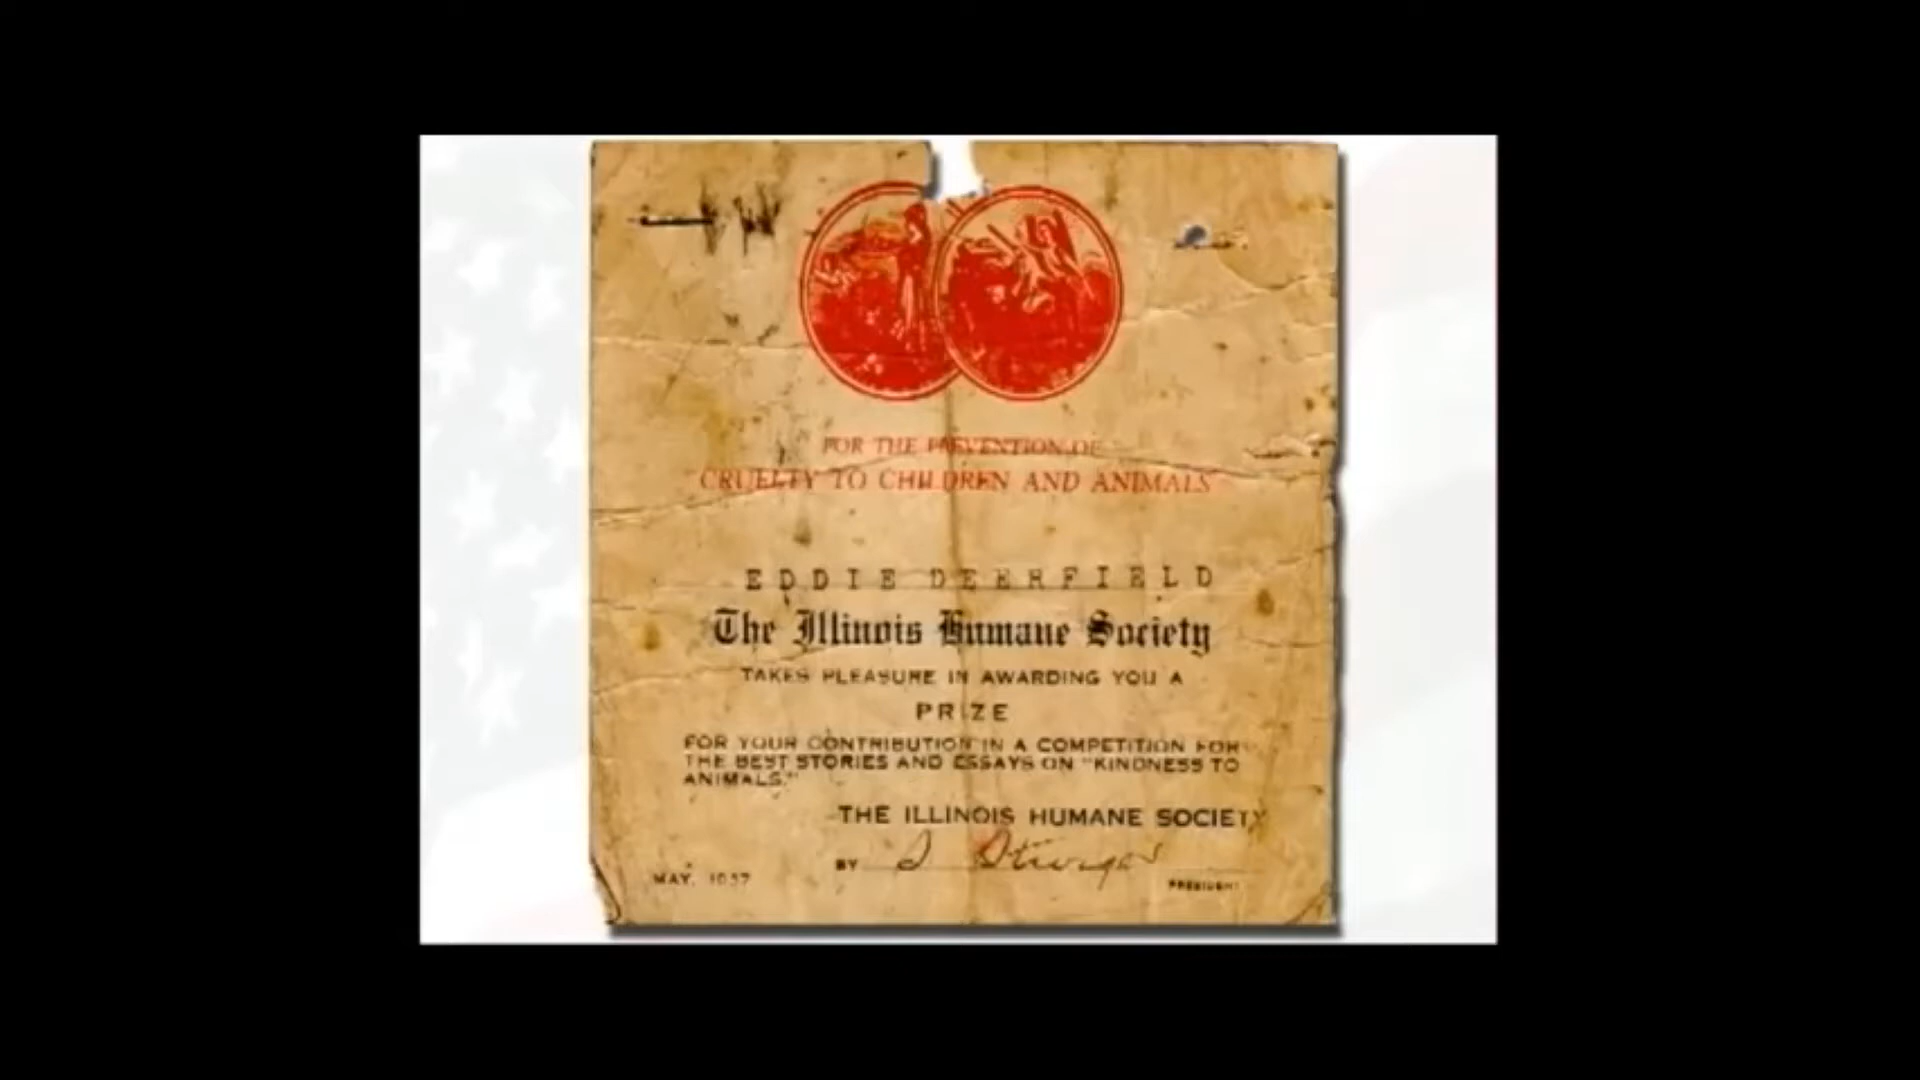 FOR THE PREVENTION OF
CRUELTY TO CHILDREN AND ANIMALS
EDDIE DEERFIELD
The Illinois Humane Society
TAKES PLEASURE IN AWARDING YOU A
PRIZE
FOR YOUR CONTRIBUTION IN A COMPETITION FOR
THE BEST STORIES AND ESSAYS ON "KINDNESS TO
ANIMALS."
THE ILLINOIS HUMANE SOCIETY
BY
MAY, 1937 PRESIDENT